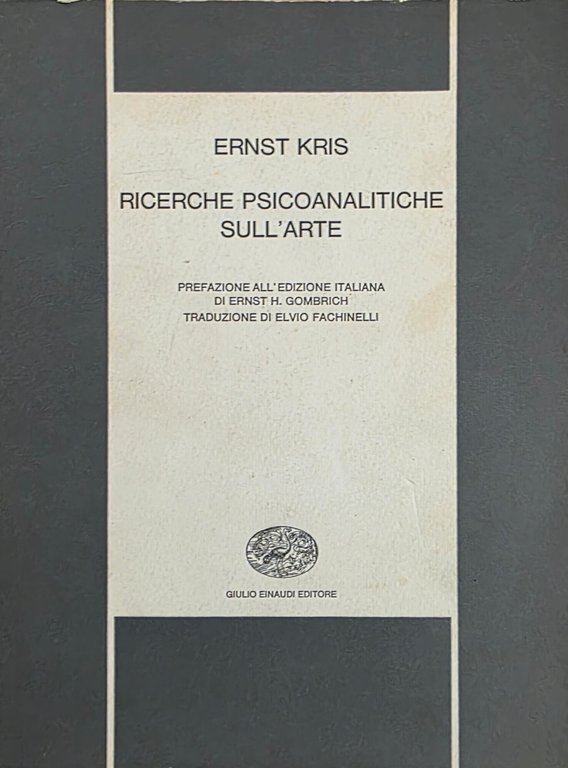 ERNST KRIS
RICERCHE PSICOANALITICHE
SULL'ARTE
PREFAZIONE ALL'EDIZIONE ITALIANA
DI ERNST H. GOMBRICH
TRADUZIONE DI ELVIO FACHINELLI
GIULIO EINAUDI EDITORE